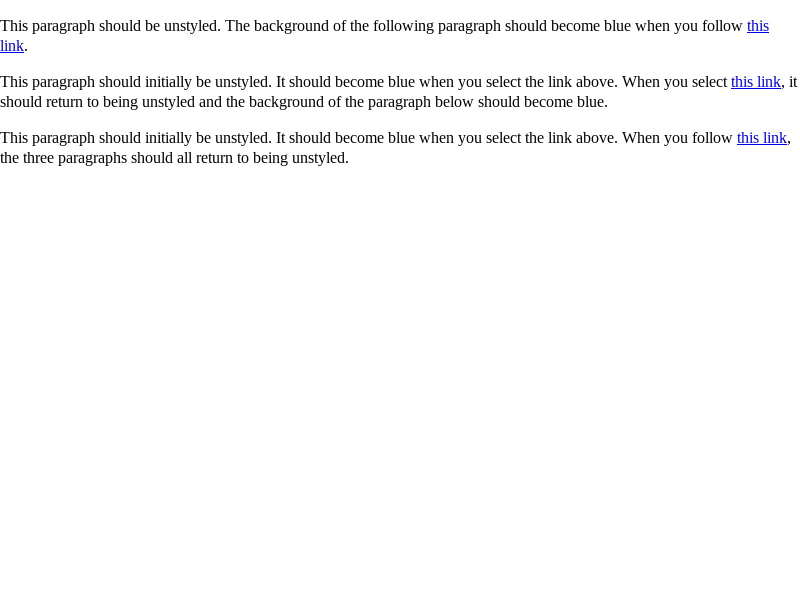 This paragraph should be unstyled. The background of the following paragraph should become blue when you follow this
link.
This paragraph should initially be unstyled. It should become blue when you select the link above. When you select this link, it
should return to being unstyled and the background of the paragraph below should become blue.
This paragraph should initially be unstyled. It should become blue when you select the link above. When you follow this link,
the three paragraphs should all return to being unstyled.